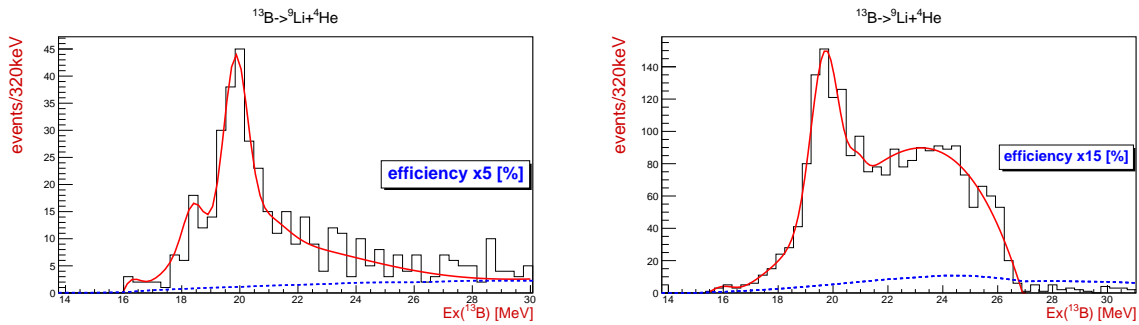 ¹³B->⁹Li+⁴He
events/320keV
45
40
35
30
25
20
15
10
5
0
efficiency x5 [%]
14 16 18 20 22 24 26 28 30
Ex(¹³B) [MeV]
¹³B->⁹Li+⁴He
events/320keV
140
120
100
80
60
40
20
0
efficiency x15 [%]
14 16 18 20 22 24 26 28 30
Ex(¹³B) [MeV]